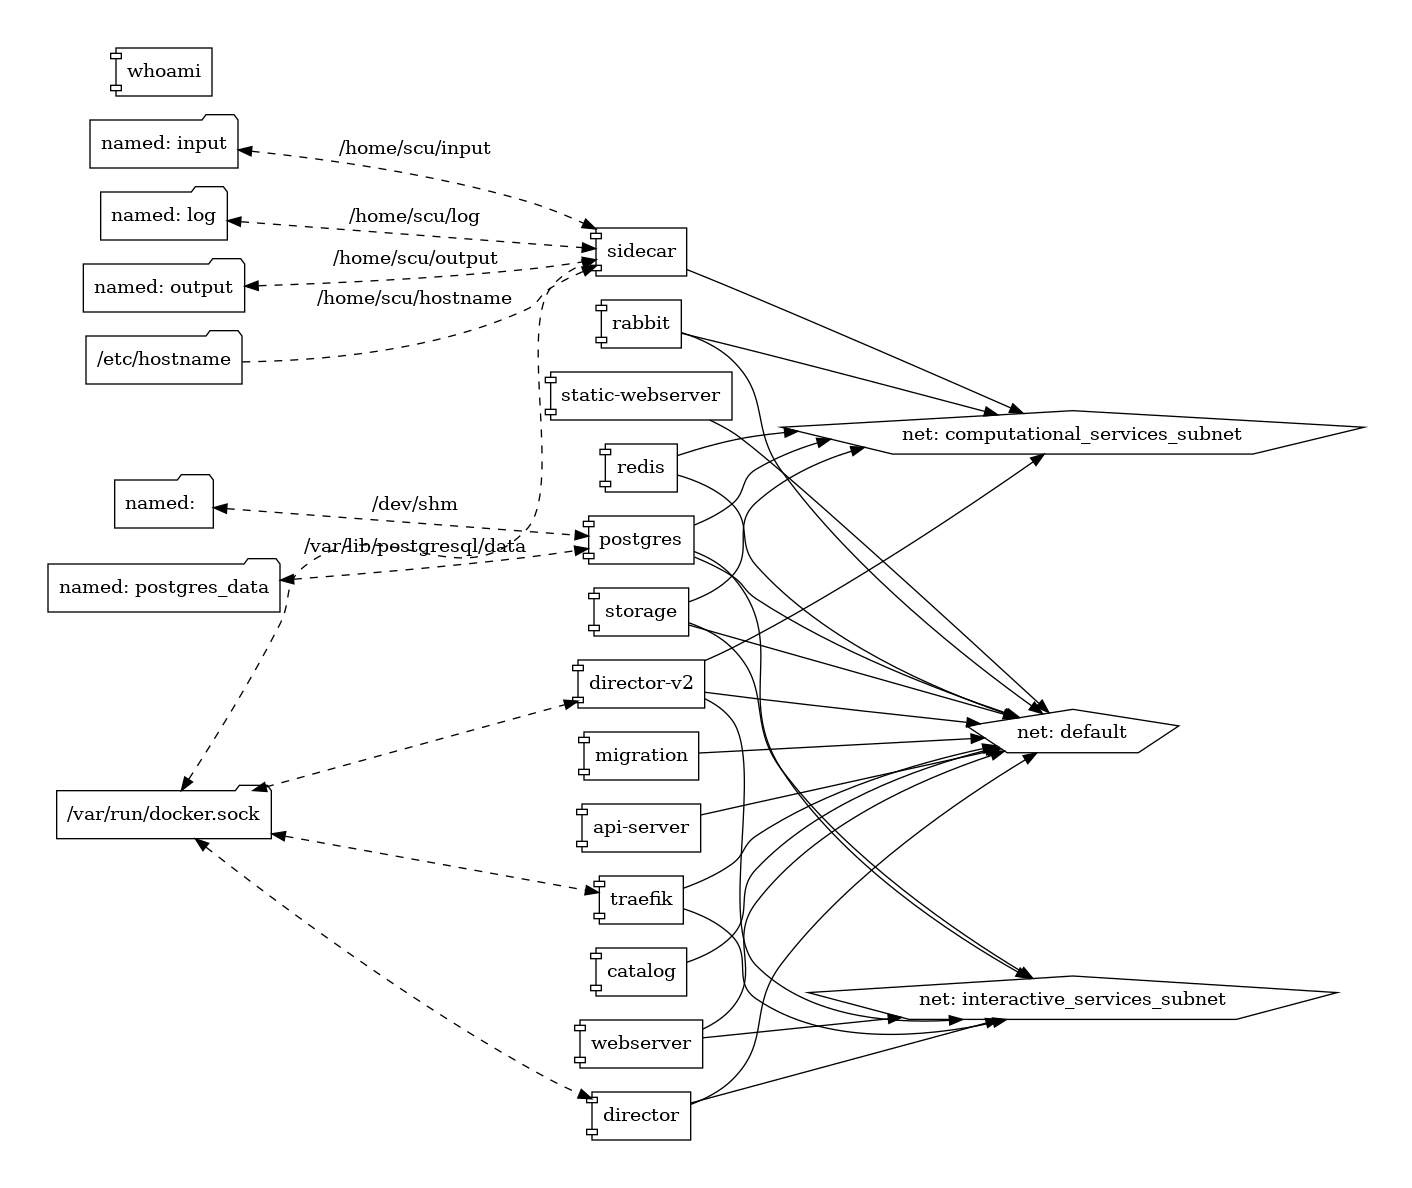 whoami
named: input
/home/scu/input
named: log
/home/scu/log
sidecar
/home/scu/output
named: output
/home/scu/hostname
rabbit
/etc/hostname
static-webserver
net: computational_services_subnet
redis
named:
/dev/shm
postgres
/var/lib/postgresql/data
named: postgres_data
storage
director-v2
net: default
migration
/var/run/docker.sock
api-server
traefik
catalog
net: interactive_services_subnet
webserver
director